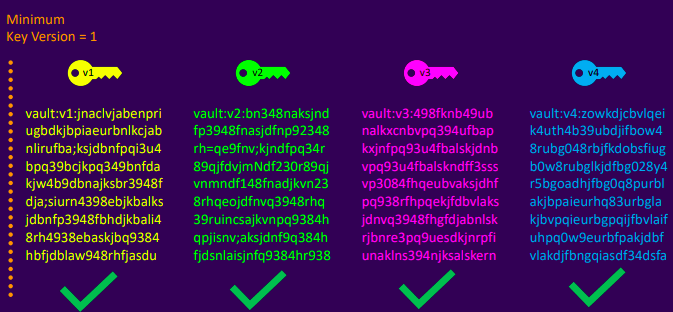 Minimum
Key Version = 1
v1
v2
v3
v4
vault:v1:jnaclvjabenpri
ugbdkjbpiaeurbnlkcjab
nlirufba;ksjdbnfpqi3u4
bpq39bcjkpq349bnfda
kjw4b9dbnajksbr3948f
dja;siurn4398ebjkbalks
jdbnfp3948fbhdjkbali4
8rh4938ebaskjbq9384
hbfjdblaw948rhfjasdu
vault:v2:bn348naksjnd
fp3948fnasjdfnp92348
rh=qe9fnv;kjndfpq34r
89qjfdvjmNdf230r89qj
vnmndf148fnadjkvn23
8rhqeojdfnvq3948rhq
39ruincsajkvnpq9384h
qpjisnv;aksjdnf9q384h
fjdsnlaisjnfq9384hr938
vault:v3:498fknb49ub
nalkxcnbvpq394ufbap
kxjnfpq93u4fbalskjdnb
vpq93u4fbalskndff3sss
vp3084fhqeubvaksjdhf
pq938rfhpqekjfdbvlaks
jdnvq3948fhgfdjabnlsk
rjbnre3pq9uesdkjnrpfi
unaklns394njksalskern
vault:v4:zowkdjcbvlqei
k4uth4b39ubdjifbow4
8rubg048rbjfkdobsfiug
b0w8rubglkjdfbg028y4
r5bgoadhjfbg0q8purbl
akjbpaieurhq83urbgla
kjbvpqieurbgpqijfbvlaif
uhpq0w9eurbfpakjdbf
vlakdjfbngqiasdf34dsfa